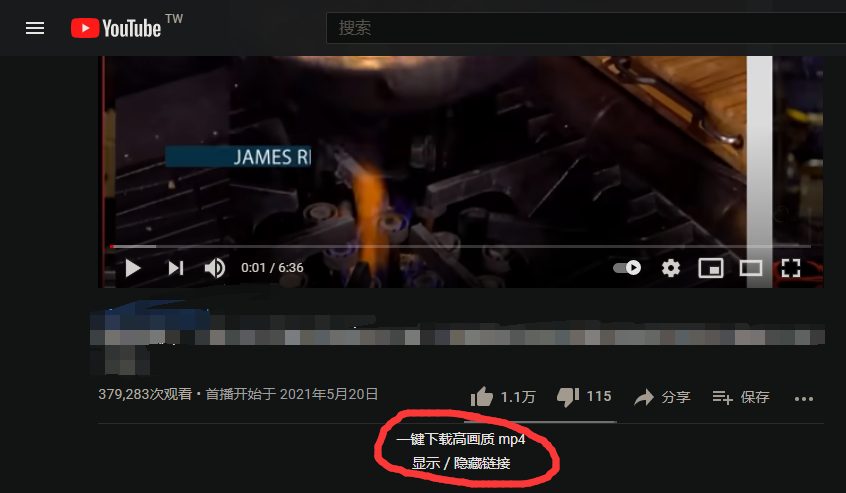 YouTube TW
搜索
JAMES R
0:01 / 6:36
379,283次观看 • 首播开始于 2021年5月20日
1.1万
115
分享
保存
一键下载高画质 mp4
显示 / 隐藏链接